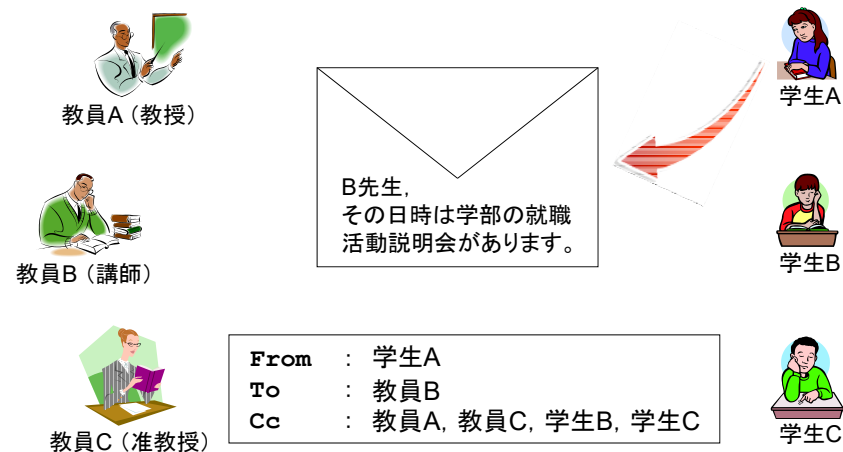 教員A（教授）
学生A
B先生，
その日時は学部の就職
活動説明会があります。
教員B（講師）
学生B
From ： 学生A
To ： 教員B
Cc ： 教員A，教員C，学生B，学生C
教員C（准教授）
学生C